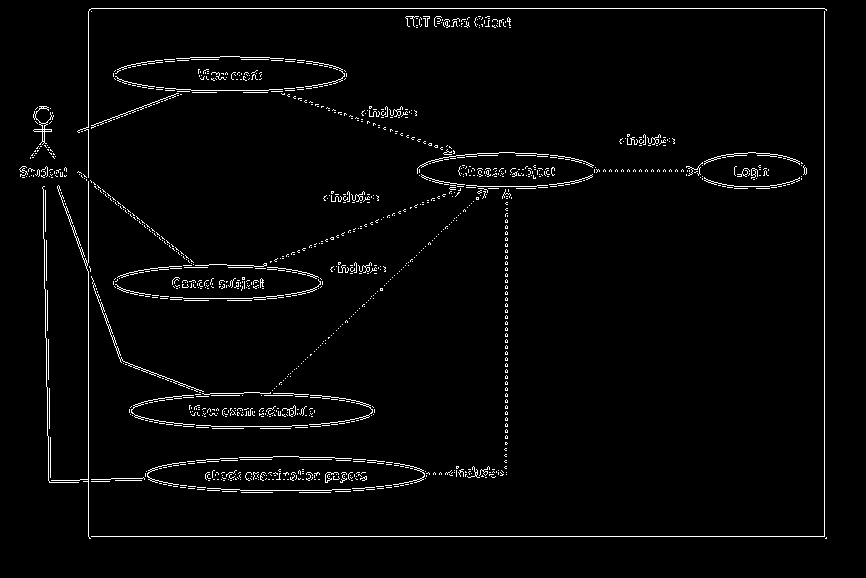 TDT Portal Client
View mark
<include>
<include>
Student
Choose subject
Login
<include>
<include>
Cancel subject
View exam schedule
check examination papers
<include>